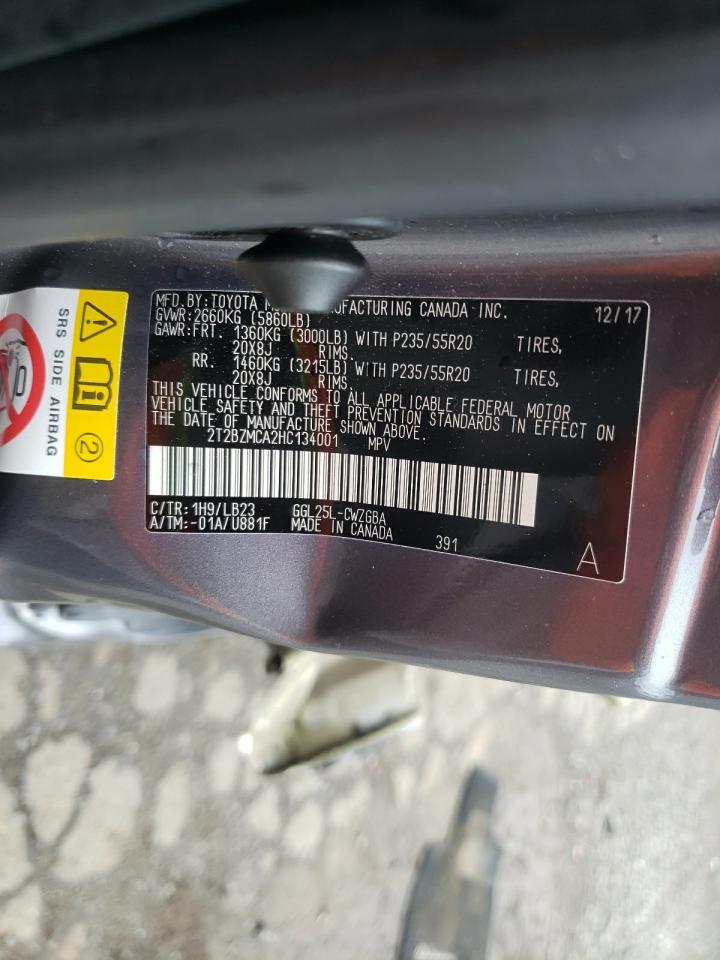 MFD.BY:TOYOTA M NUFACTURING CANADA INC. 12/17
GVWR:2660KG (5860LB)
GAWR:FRT. 1360KG (3000LB) WITH P235/55R20 TIRES,
20X8J RIMS.
RR. 1460KG (3215LB) WITH P235/55R20 TIRES,
20X8J RIMS.
THIS VEHICLE CONFORMS TO ALL APPLICABLE FEDERAL MOTOR
VEHICLE SAFETY AND THEFT PREVENTION STANDARDS IN EFFECT ON
THE DATE OF MANUFACTURE SHOWN ABOVE.
2T2BZMCA2HC134001 MPV
C/TR:1H9/LB23 GGL25L-CWZGBA
A/TM:-01A/U881F MADE IN CANADA 391 A
SRS SIDE AIRBAG
2